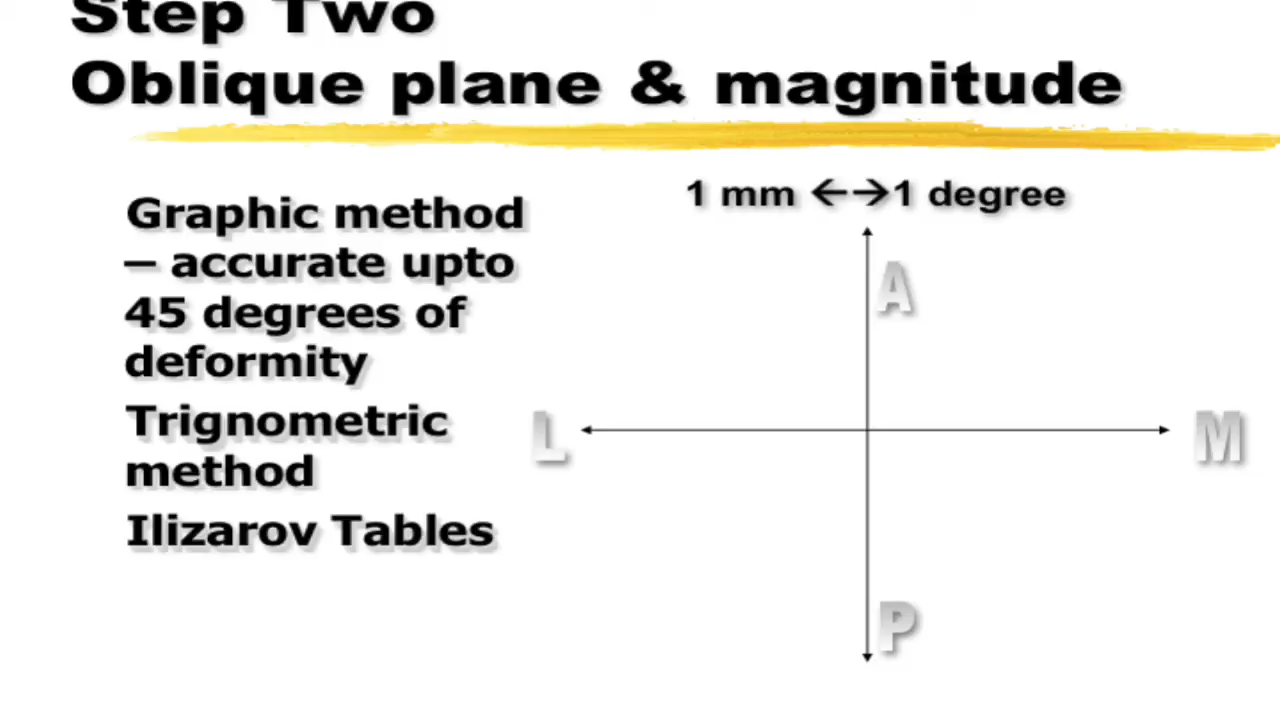 Step Two
Oblique plane & magnitude
Graphic method
– accurate upto
45 degrees of
deformity
Trignometric
method
Ilizarov Tables
1 mm ←→1 degree
A
L
M
P